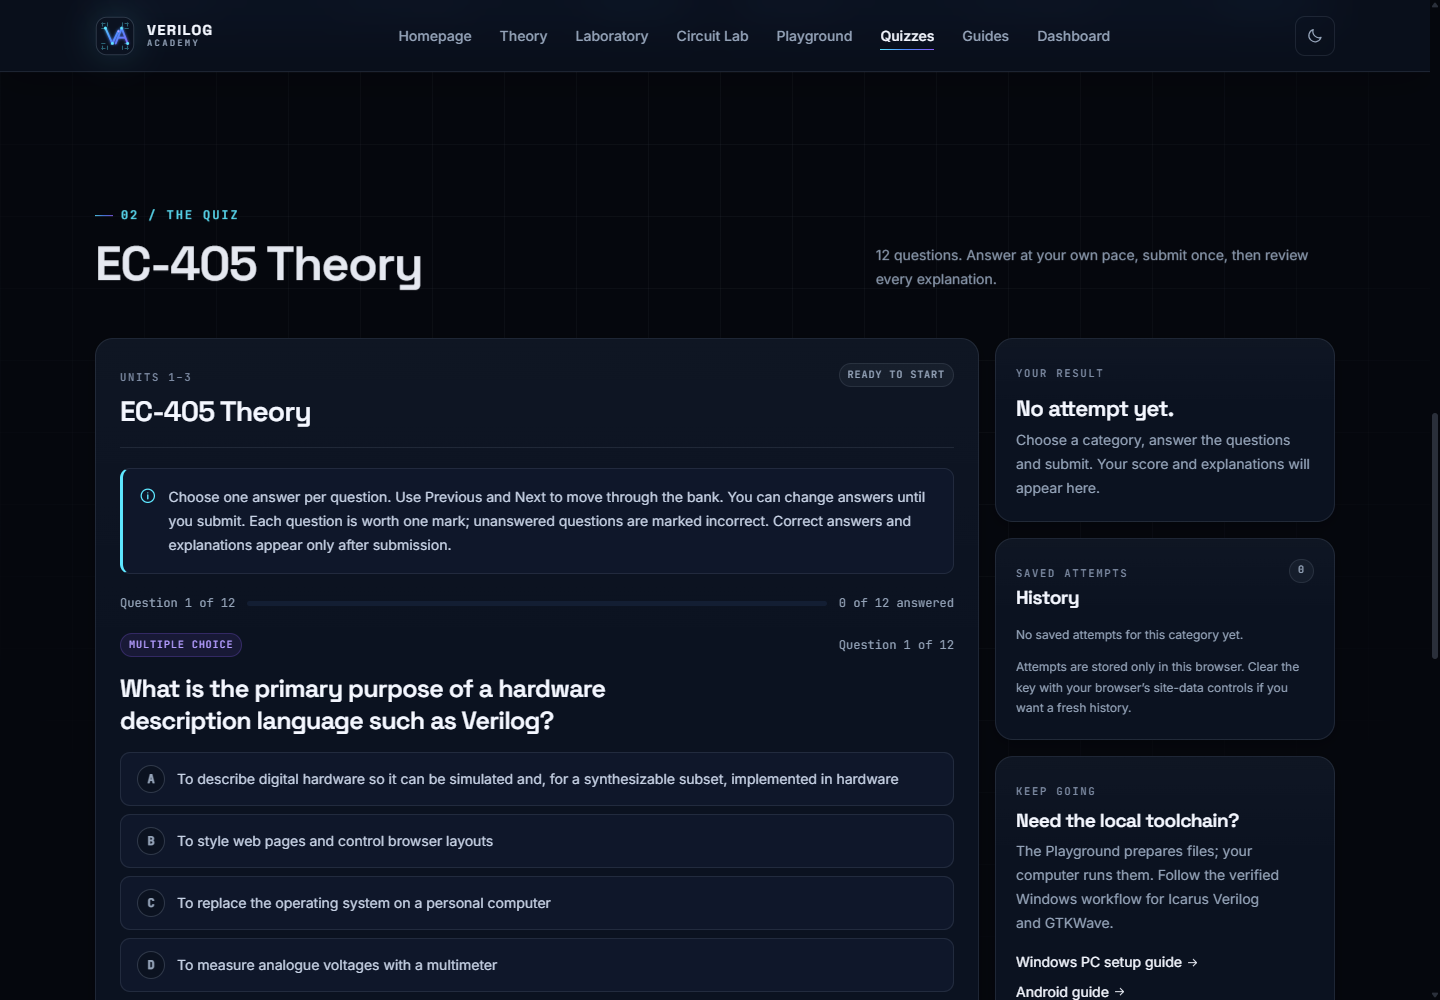 VERILOG
ACADEMY
Homepage
Theory
Laboratory
Circuit Lab
Playground
Quizzes
Guides
Dashboard
02 / THE QUIZ
EC-405 Theory
12 questions. Answer at your own pace, submit once, then review
every explanation.
UNITS 1–3
READY TO START
EC-405 Theory
Choose one answer per question. Use Previous and Next to move through the bank. You can change answers until
you submit. Each question is worth one mark; unanswered questions are marked incorrect. Correct answers and
explanations appear only after submission.
Question 1 of 12
0 of 12 answered
MULTIPLE CHOICE
Question 1 of 12
What is the primary purpose of a hardware
description language such as Verilog?
A To describe digital hardware so it can be simulated and, for a synthesizable subset, implemented in hardware
B To style web pages and control browser layouts
C To replace the operating system on a personal computer
D To measure analogue voltages with a multimeter
YOUR RESULT
No attempt yet.
Choose a category, answer the questions
and submit. Your score and explanations will
appear here.
SAVED ATTEMPTS
0
History
No saved attempts for this category yet.
Attempts are stored only in this browser. Clear the
key with your browser’s site-data controls if you
want a fresh history.
KEEP GOING
Need the local toolchain?
The Playground prepares files; your
computer runs them. Follow the verified
Windows workflow for Icarus Verilog
and GTKWave.
Windows PC setup guide →
Android guide →